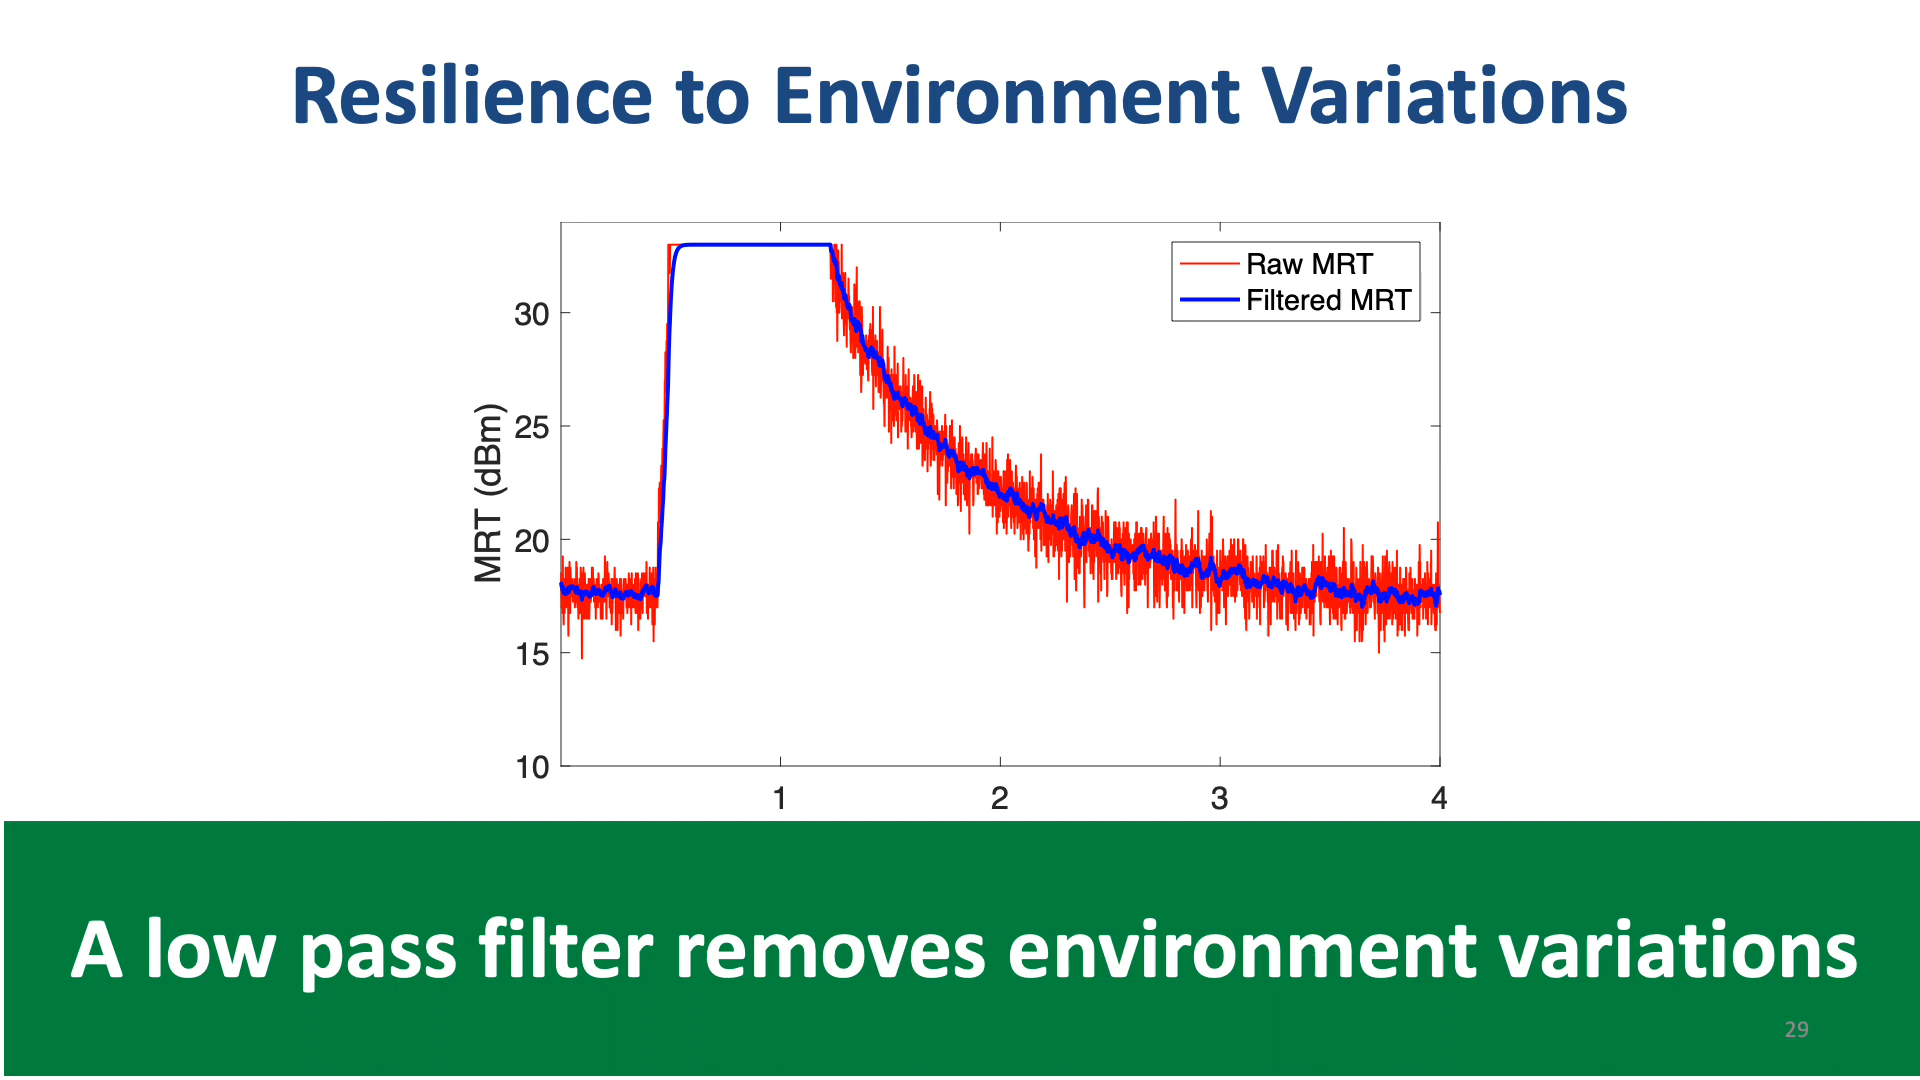 Resilience to Environment Variations
Raw MRT
Filtered MRT
MRT (dBm)
30
25
20
15
10
1 2 3 4
A low pass filter removes environment variations
29